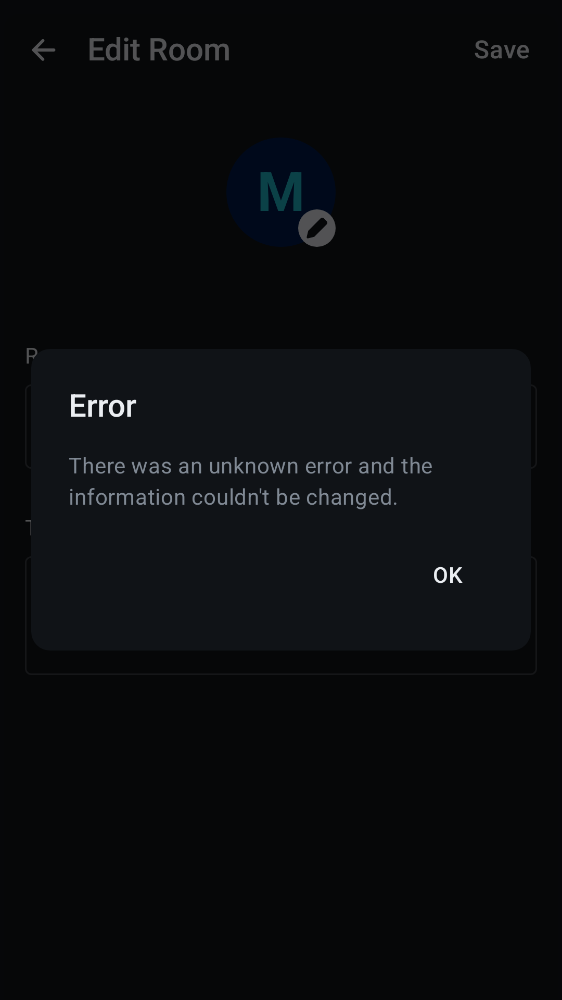 Edit Room
Save
M
Error
There was an unknown error and the
information couldn't be changed.
OK